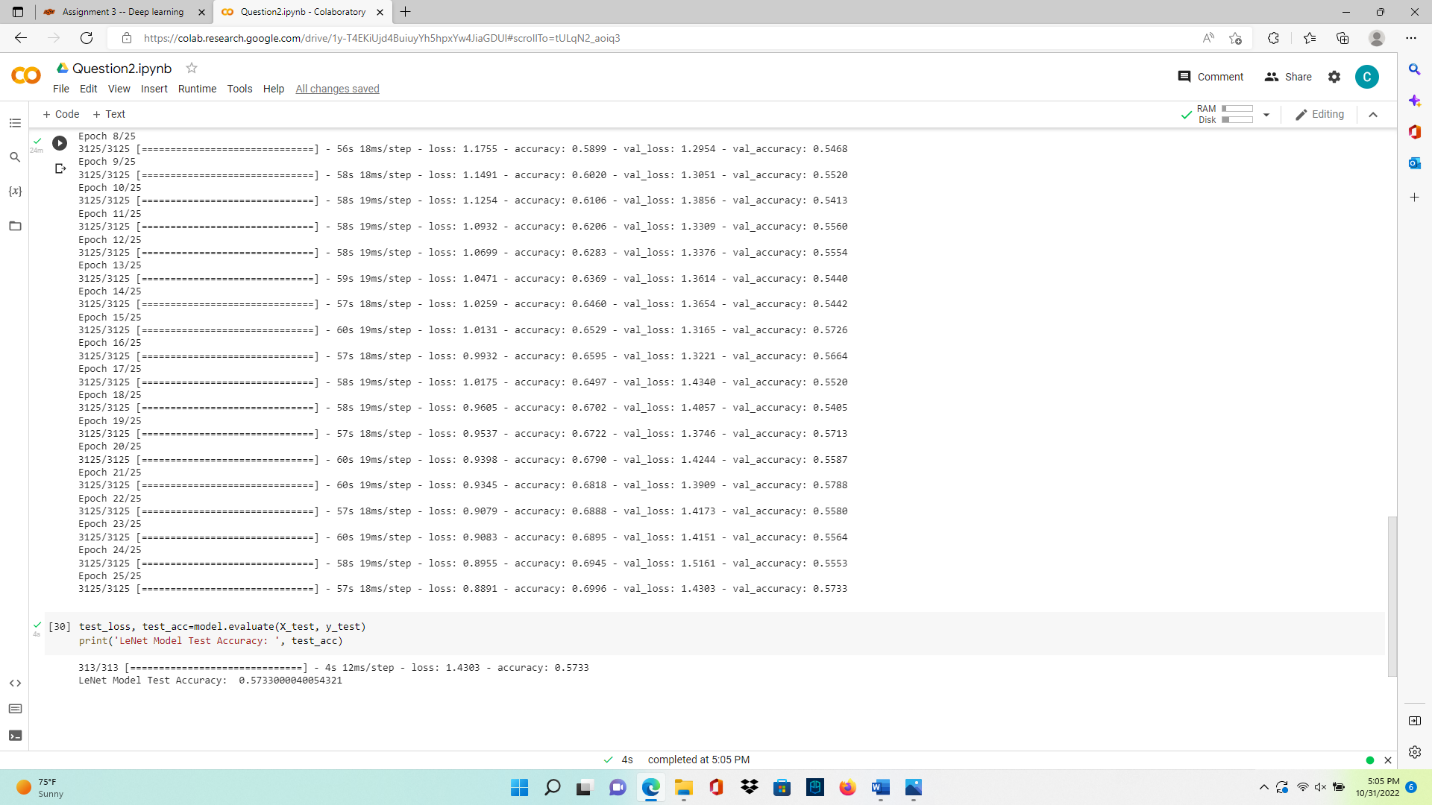 Assignment 3 -- Deep learning
Question2.ipynb - Colaboratory
https://colab.research.google.com/drive/1y-T4EKiUjd4BuiuyYh5hpxYw4JiaGDUI#scrollTo=tULqN2_aoiq3
Question2.ipynb
Comment Share C
File Edit View Insert Runtime Tools Help All changes saved
+ Code + Text
RAM
Disk
Editing
Epoch 8/25
24m
3125/3125 [==============================] - 56s 18ms/step - loss: 1.1755 - accuracy: 0.5899 - val_loss: 1.2954 - val_accuracy: 0.5468
Epoch 9/25
3125/3125 [==============================] - 58s 18ms/step - loss: 1.1491 - accuracy: 0.6020 - val_loss: 1.3051 - val_accuracy: 0.5520
Epoch 10/25
3125/3125 [==============================] - 58s 19ms/step - loss: 1.1254 - accuracy: 0.6106 - val_loss: 1.3856 - val_accuracy: 0.5413
Epoch 11/25
3125/3125 [==============================] - 58s 19ms/step - loss: 1.0932 - accuracy: 0.6206 - val_loss: 1.3309 - val_accuracy: 0.5560
Epoch 12/25
3125/3125 [==============================] - 58s 19ms/step - loss: 1.0699 - accuracy: 0.6283 - val_loss: 1.3376 - val_accuracy: 0.5554
Epoch 13/25
3125/3125 [==============================] - 59s 19ms/step - loss: 1.0471 - accuracy: 0.6369 - val_loss: 1.3614 - val_accuracy: 0.5440
Epoch 14/25
3125/3125 [==============================] - 57s 18ms/step - loss: 1.0259 - accuracy: 0.6460 - val_loss: 1.3654 - val_accuracy: 0.5442
Epoch 15/25
3125/3125 [==============================] - 60s 19ms/step - loss: 1.0131 - accuracy: 0.6529 - val_loss: 1.3165 - val_accuracy: 0.5726
Epoch 16/25
3125/3125 [==============================] - 57s 18ms/step - loss: 0.9932 - accuracy: 0.6595 - val_loss: 1.3221 - val_accuracy: 0.5664
Epoch 17/25
3125/3125 [==============================] - 58s 19ms/step - loss: 1.0175 - accuracy: 0.6497 - val_loss: 1.4340 - val_accuracy: 0.5520
Epoch 18/25
3125/3125 [==============================] - 58s 19ms/step - loss: 0.9605 - accuracy: 0.6702 - val_loss: 1.4057 - val_accuracy: 0.5405
Epoch 19/25
3125/3125 [==============================] - 57s 18ms/step - loss: 0.9537 - accuracy: 0.6722 - val_loss: 1.3746 - val_accuracy: 0.5713
Epoch 20/25
3125/3125 [==============================] - 60s 19ms/step - loss: 0.9398 - accuracy: 0.6790 - val_loss: 1.4244 - val_accuracy: 0.5587
Epoch 21/25
3125/3125 [==============================] - 60s 19ms/step - loss: 0.9345 - accuracy: 0.6818 - val_loss: 1.3909 - val_accuracy: 0.5788
Epoch 22/25
3125/3125 [==============================] - 57s 18ms/step - loss: 0.9079 - accuracy: 0.6888 - val_loss: 1.4173 - val_accuracy: 0.5580
Epoch 23/25
3125/3125 [==============================] - 60s 19ms/step - loss: 0.9083 - accuracy: 0.6895 - val_loss: 1.4151 - val_accuracy: 0.5564
Epoch 24/25
3125/3125 [==============================] - 58s 19ms/step - loss: 0.8955 - accuracy: 0.6945 - val_loss: 1.5161 - val_accuracy: 0.5553
Epoch 25/25
3125/3125 [==============================] - 57s 18ms/step - loss: 0.8891 - accuracy: 0.6996 - val_loss: 1.4303 - val_accuracy: 0.5733
[30] test_loss, test_acc=model.evaluate(X_test, y_test)
4s
print('LeNet Model Test Accuracy: ', test_acc)
313/313 [==============================] - 4s 12ms/step - loss: 1.4303 - accuracy: 0.5733
LeNet Model Test Accuracy:  0.5733000040054321
4s completed at 5:05 PM
75°F
Sunny
5:05 PM
10/31/2022
6